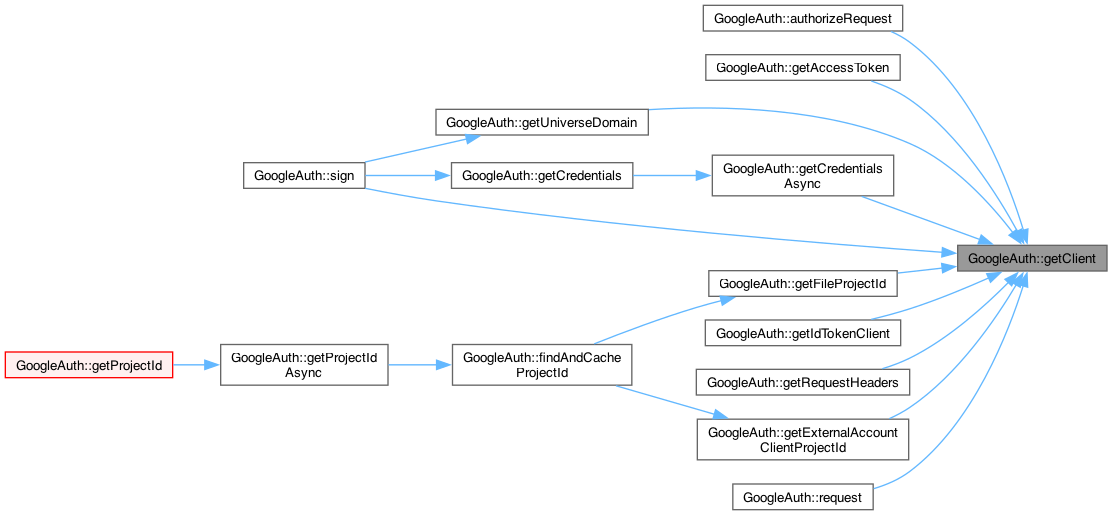 GoogleAuth::authorizeRequest
GoogleAuth::getAccessToken
GoogleAuth::getUniverseDomain
GoogleAuth::sign
GoogleAuth::getCredentials
GoogleAuth::getCredentials
Async
GoogleAuth::getClient
GoogleAuth::getFileProjectId
GoogleAuth::getIdTokenClient
GoogleAuth::getProjectId
GoogleAuth::getProjectId
Async
GoogleAuth::findAndCache
ProjectId
GoogleAuth::getRequestHeaders
GoogleAuth::getExternalAccount
ClientProjectId
GoogleAuth::request